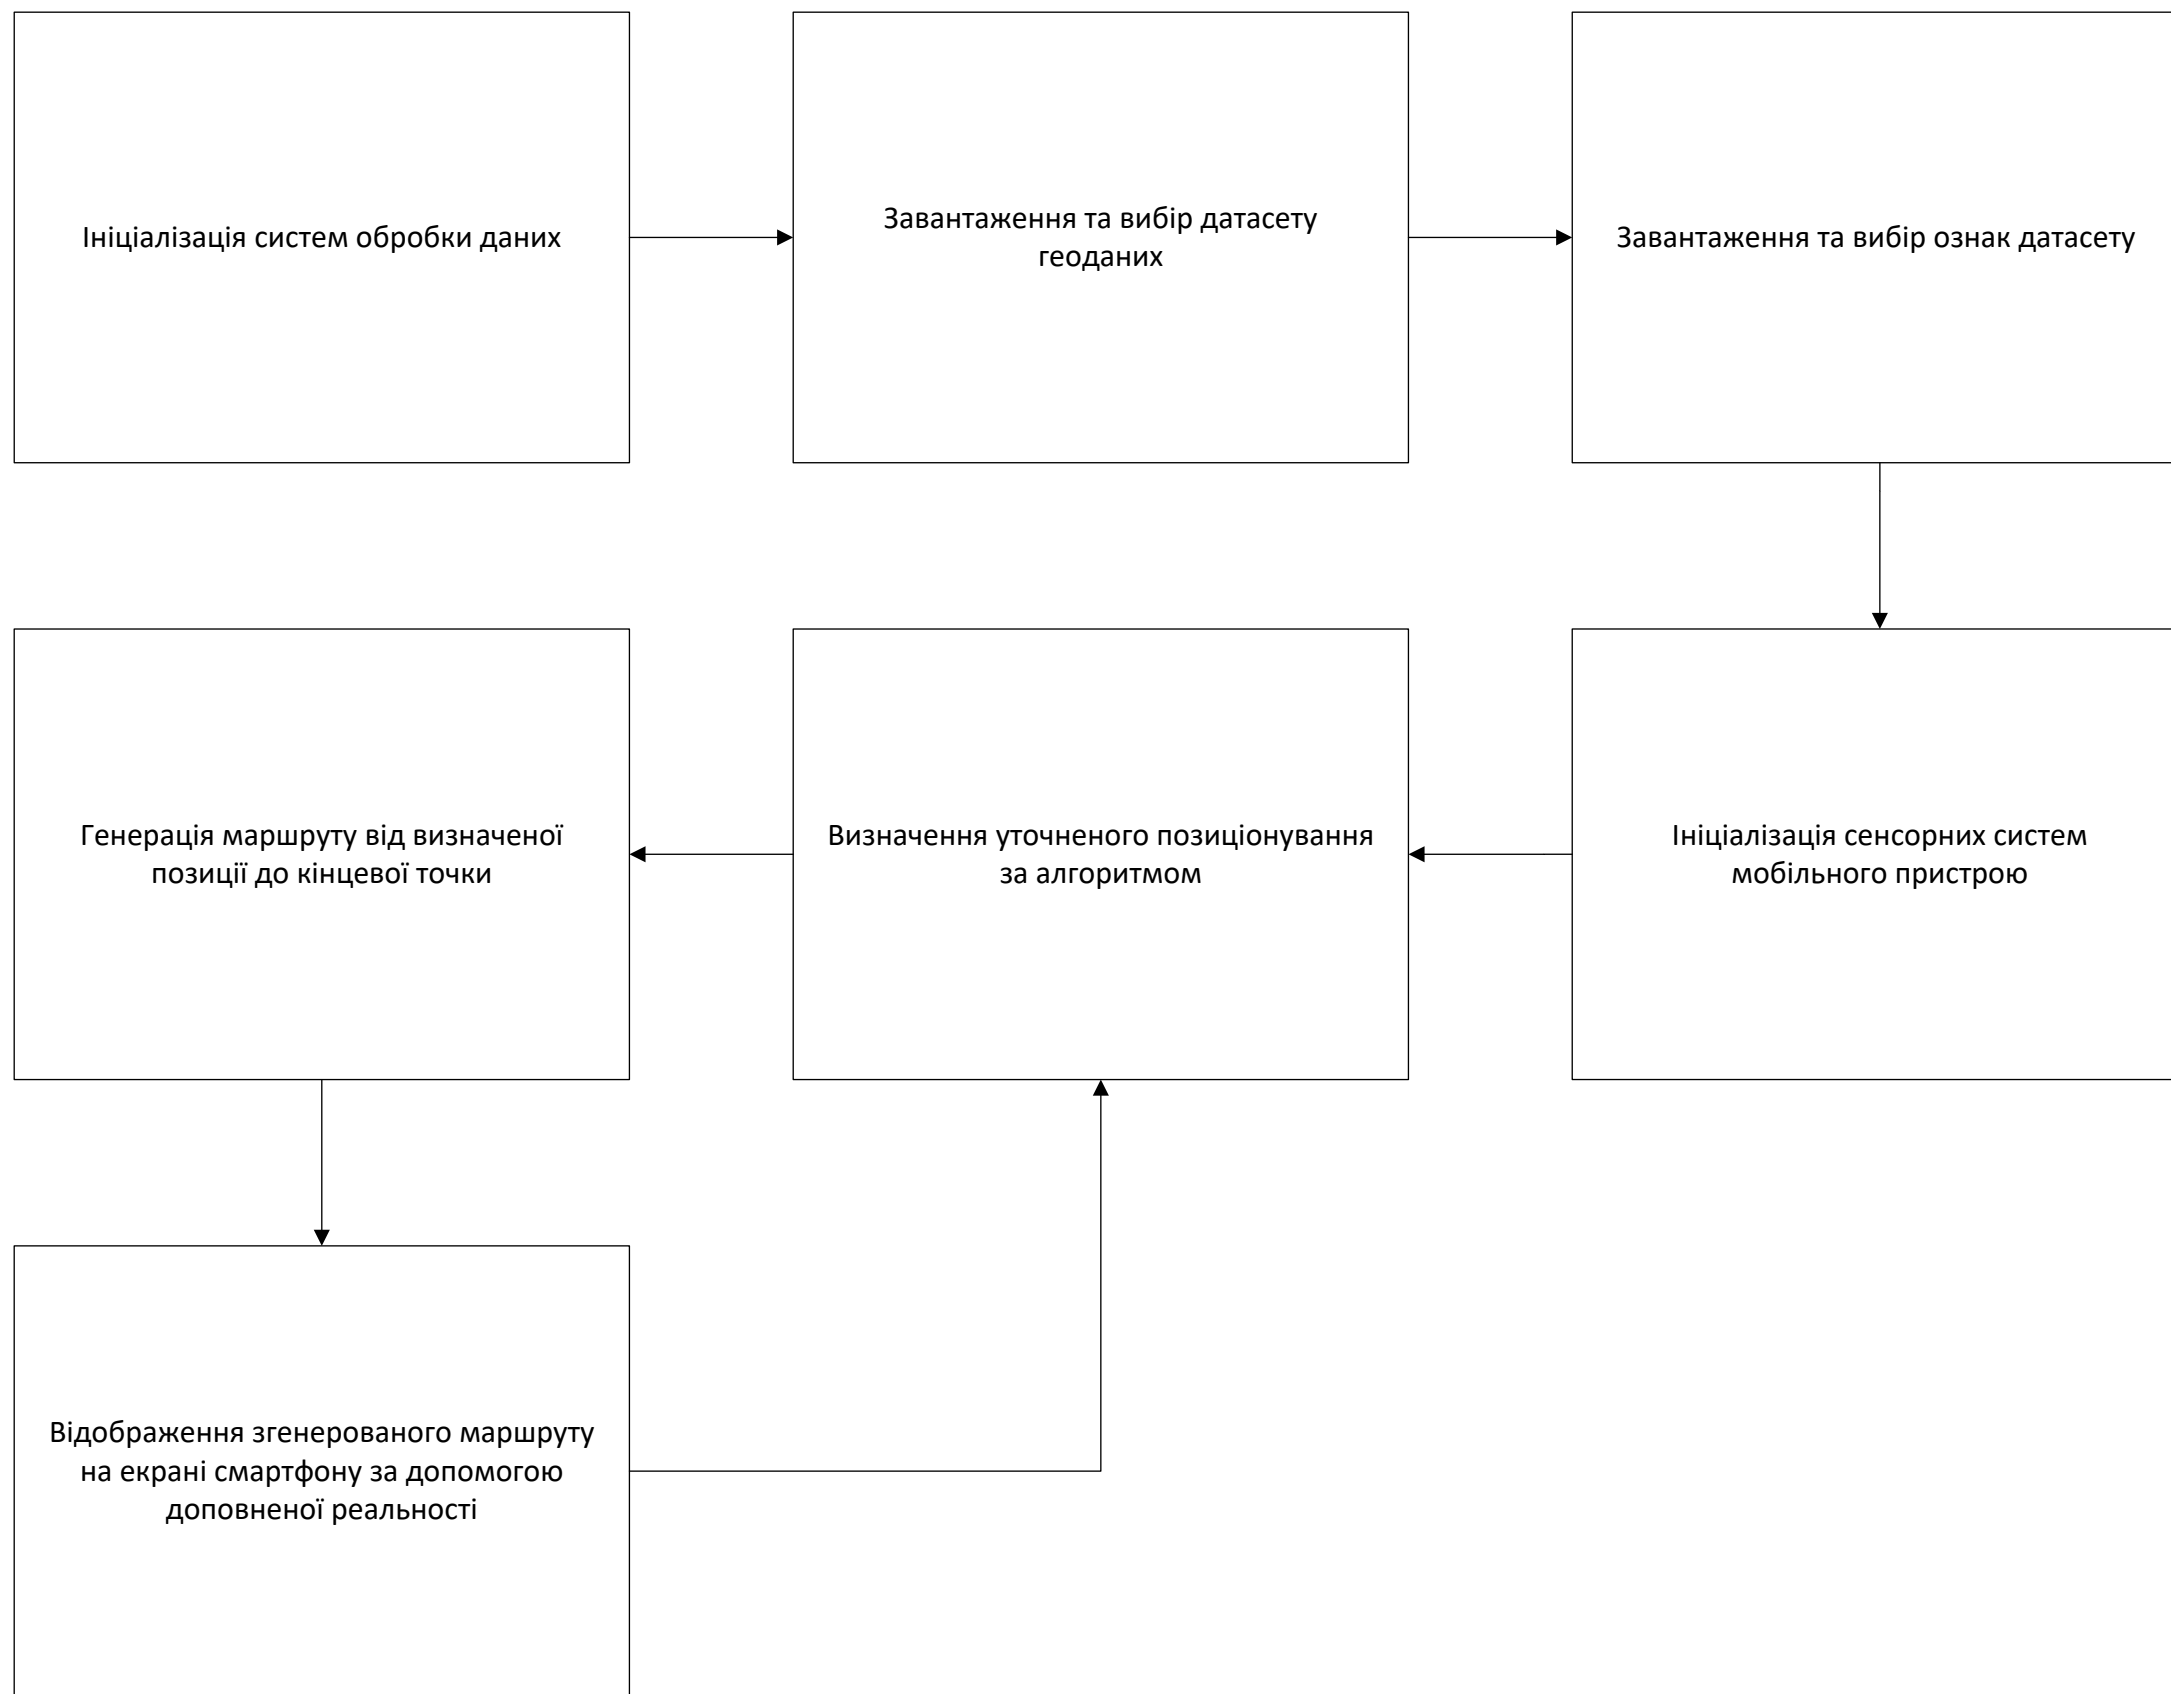 Ініціалізація систем обробки даних
Завантаження та вибір датасету
геоданих
Завантаження та вибір ознак датасету
Генерація маршруту від визначеної
позиції до кінцевої точки
Визначення уточненого позиціонування
за алгоритмом
Ініціалізація сенсорних систем
мобільного пристрою
Відображення згенерованого маршруту
на екрані смартфону за допомогою
доповненої реальності